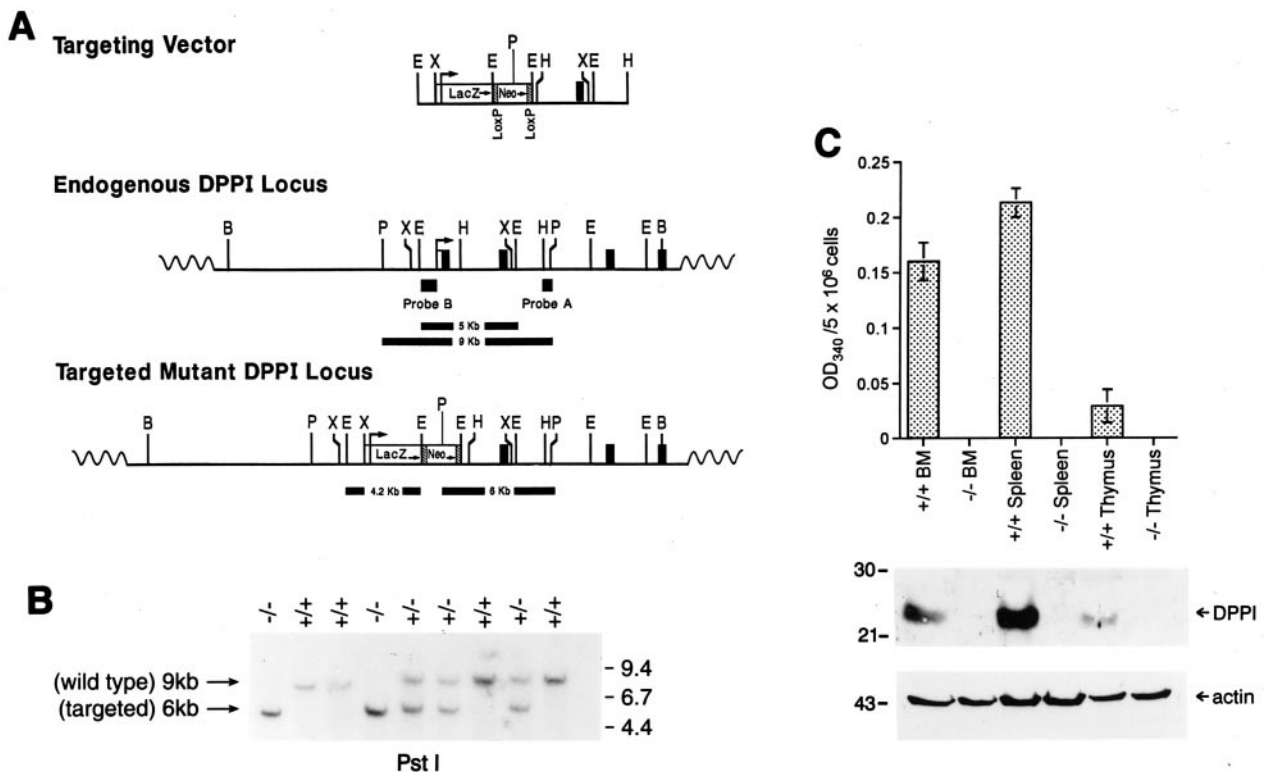 A
Targeting Vector
P
E X E E H X E H
LacZ→ Neo→
LoxP LoxP
Endogenous DPPI Locus
B P X E H X E H P E E B
Probe B Probe A
5 Kb
9 Kb
Targeted Mutant DPPI Locus
P
B P X E X E E H X E H P E E B
LacZ→ Neo→
4.2 Kb 6 Kb
B
-/- +/+ +/+ -/- +/- +/- +/+ +/- +/+
(wild type) 9kb →
(targeted) 6kb →
- 9.4
- 6.7
- 4.4
Pst I
C
OD340 /5 x 10⁶ cells
0.25
0.2
0.15
0.1
0.05
0
+/+ BM
-/- BM
+/+ Spleen
-/- Spleen
+/+ Thymus
-/- Thymus
30 -
21 -
← DPPI
43 -
← actin